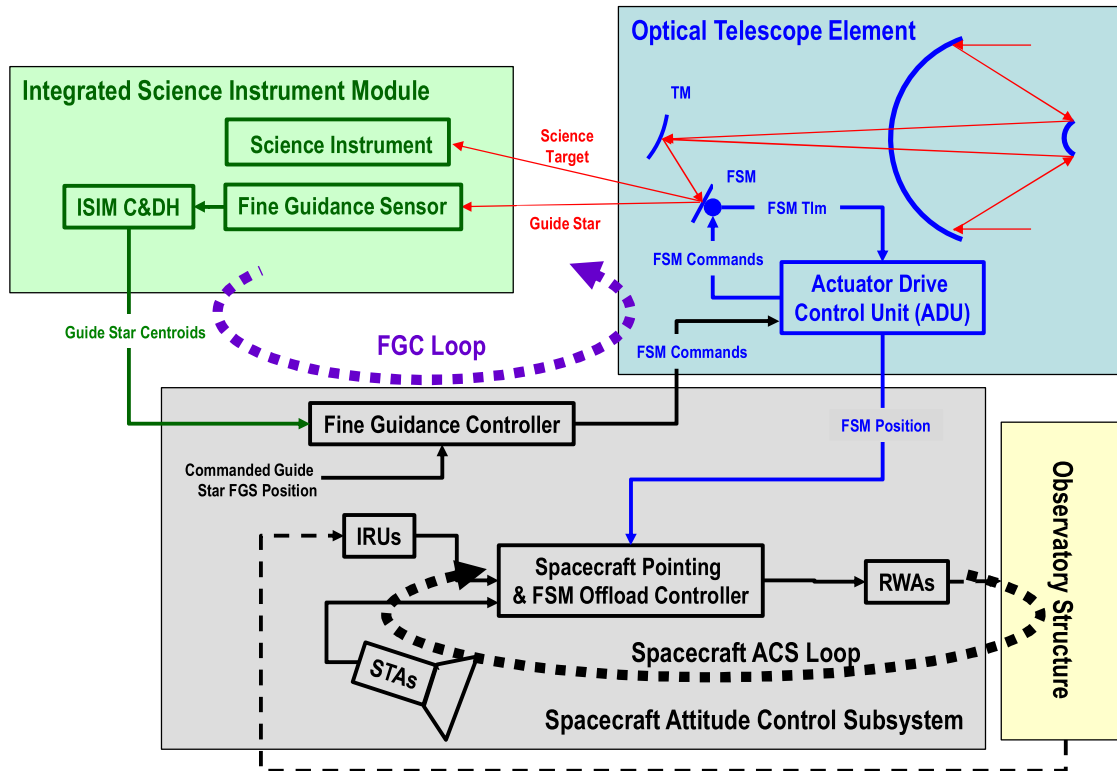 Optical Telescope Element
Integrated Science Instrument Module
TM
Science Instrument
Science
Target
FSM
ISIM C&DH
Fine Guidance Sensor
Guide Star
FSM Tlm
FSM Commands
Actuator Drive
Control Unit (ADU)
Guide Star Centroids
FGC Loop
FSM Commands
Fine Guidance Controller
FSM Position
Commanded Guide
Star FGS Position
Observatory Structure
IRUs
Spacecraft Pointing
& FSM Offload Controller
RWAs
Spacecraft ACS Loop
STAs
Spacecraft Attitude Control Subsystem